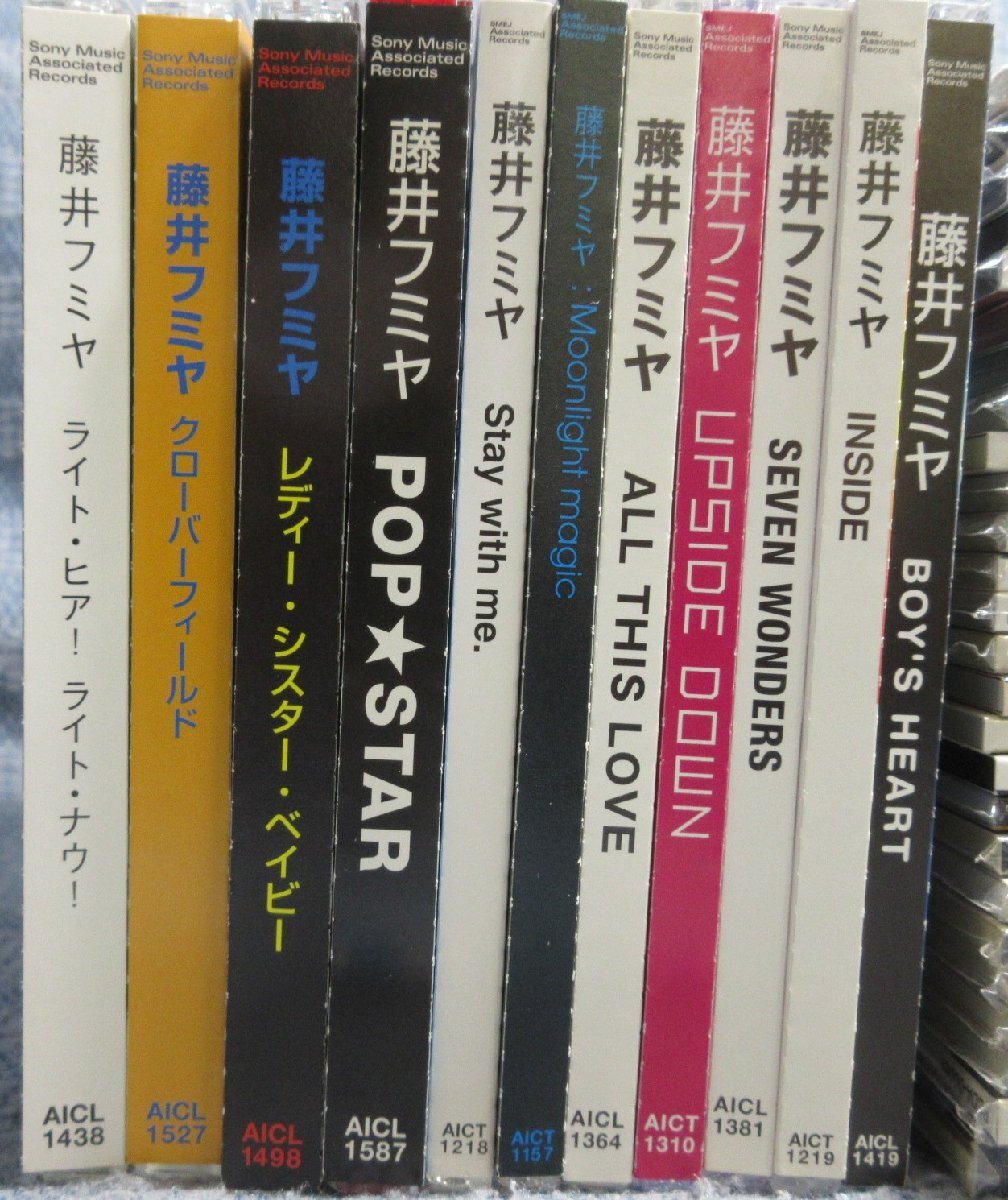 Sony Music
Associated
Records
藤井フミヤ ライト・ヒア! ライト・ナウ!
AICL
1438
Sony Music
Associated
Records
藤井フミヤ クローバーフィールド
AICL
1527
Sony Music
Associated
Records
藤井フミヤ レディー・シスター・ベイビー
AICL
1498
Sony Music
Associated
Records
藤井フミヤ POP★STAR
AICL
1587
SMEJ
Associated
Records
藤井フミヤ Stay with me.
AICT
1218
SMEJ
Associated
Records
藤井フミヤ:Moonlight magic
AICT
1157
Sony Music
Associated
Records
藤井フミヤ ALL THIS LOVE
AICL
1364
SMEJ
Associated
Records
藤井フミヤ UPSIDE DOWN
AICT
1310
Sony Music
Associated
Records
藤井フミヤ SEVEN WONDERS
AICL
1381
SMEJ
Associated
Records
藤井フミヤ INSIDE
AICT
1219
Sony Music
Associated
Records
藤井フミヤ BOY'S HEART
AICL
1419